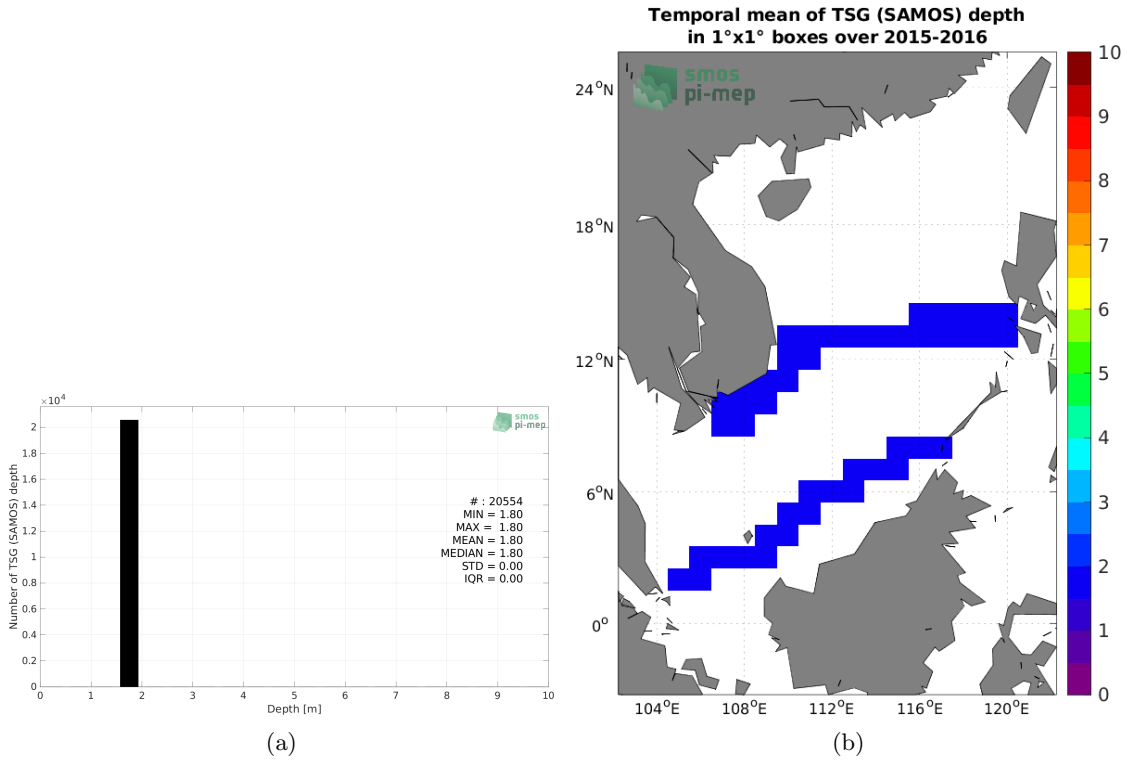 ×10⁴
2
1.8
1.6
1.4
1.2
1
0.8
0.6
0.4
0.2
0
Number of TSG (SAMOS) depth
smos
pi-mep
# : 20554
MIN = 1.80
MAX = 1.80
MEAN = 1.80
MEDIAN = 1.80
STD = 0.00
IQR = 0.00
0 1 2 3 4 5 6 7 8 9 10
Depth [m]
(a)
Temporal mean of TSG (SAMOS) depth
in 1°x1° boxes over 2015-2016
smos
pi-mep
24°N
18°N
12°N
6°N
0°
104°E 108°E 112°E 116°E 120°E
10
9
8
7
6
5
4
3
2
1
0
(b)